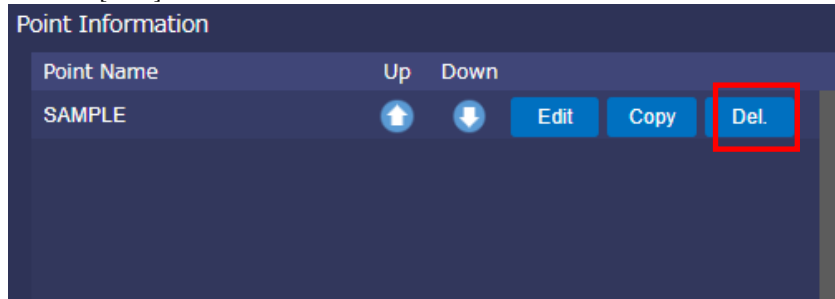 Point Information
Point Name Up Down
SAMPLE Edit Copy Del.